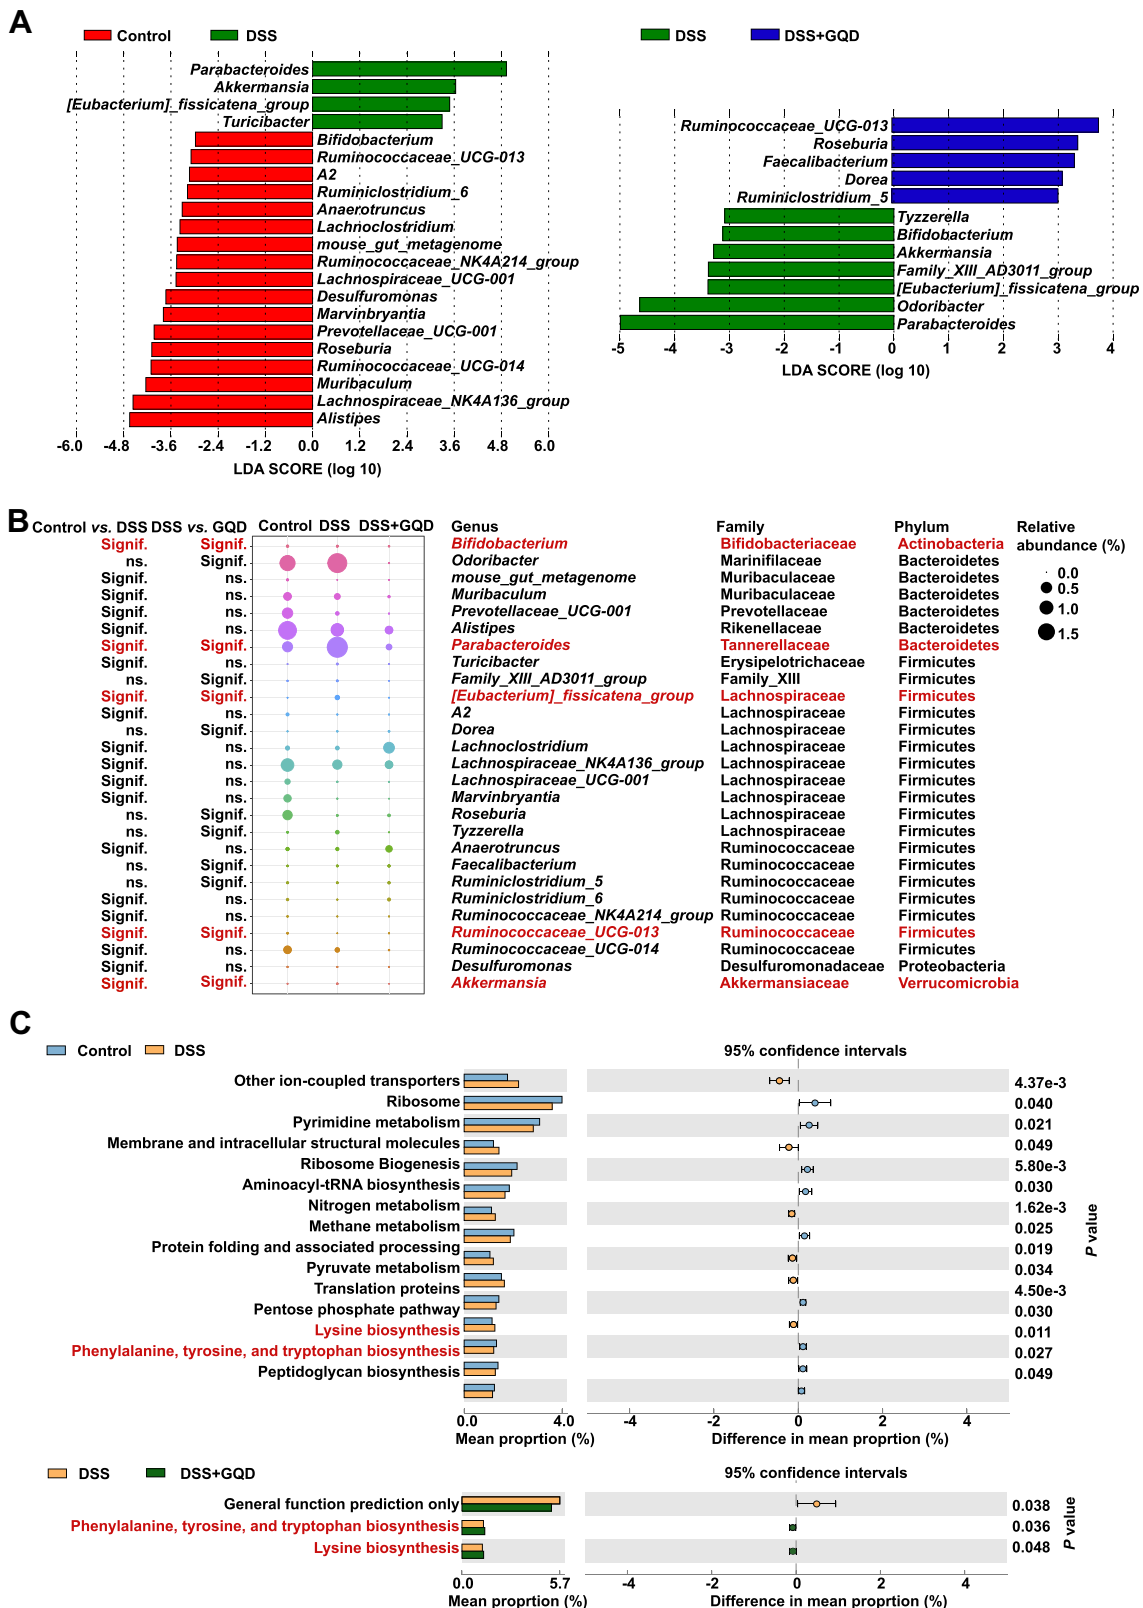 A
Control DSS
Parabacteroides
Akkermansia
[Eubacterium]_fissicatena_group
Turicibacter
Bifidobacterium
Ruminococcaceae_UCG-013
A2
Ruminiclostridium_6
Anaerotruncus
Lachnoclostridium
mouse_gut_metagenome
Ruminococcaceae_NK4A214_group
Lachnospiraceae_UCG-001
Desulfuromonas
Marvinbryantia
Prevotellaceae_UCG-001
Roseburia
Ruminococcaceae_UCG-014
Muribaculum
Lachnospiraceae_NK4A136_group
Alistipes
-6.0 -4.8 -3.6 -2.4 -1.2 0.0 1.2 2.4 3.6 4.8 6.0
LDA SCORE (log 10)
DSS DSS+GQD
Ruminococcaceae_UCG-013
Roseburia
Faecalibacterium
Dorea
Ruminiclostridium_5
Tyzzerella
Bifidobacterium
Akkermansia
Family_XIII_AD3011_group
[Eubacterium]_fissicatena_group
Odoribacter
Parabacteroides
-5 -4 -3 -2 -1 0 1 2 3 4
LDA SCORE (log 10)
B
Control vs. DSS DSS vs. GQD Control DSS DSS+GQD Genus Family Phylum Relative abundance (%)
Signif. Signif. Bifidobacterium Bifidobacteriaceae Actinobacteria
ns. Signif. Odoribacter Marinifilaceae Bacteroidetes
Signif. ns. mouse_gut_metagenome Muribaculaceae Bacteroidetes
Signif. ns. Muribaculum Muribaculaceae Bacteroidetes
Signif. ns. Prevotellaceae_UCG-001 Prevotellaceae Bacteroidetes
Signif. ns. Alistipes Rikenellaceae Bacteroidetes
Signif. Signif. Parabacteroides Tannerellaceae Bacteroidetes
Signif. ns. Turicibacter Erysipelotrichaceae Firmicutes
ns. Signif. Family_XIII_AD3011_group Family_XIII Firmicutes
Signif. Signif. [Eubacterium]_fissicatena_group Lachnospiraceae Firmicutes
Signif. ns. A2 Lachnospiraceae Firmicutes
ns. Signif. Dorea Lachnospiraceae Firmicutes
Signif. ns. Lachnoclostridium Lachnospiraceae Firmicutes
Signif. ns. Lachnospiraceae_NK4A136_group Lachnospiraceae Firmicutes
Signif. ns. Lachnospiraceae_UCG-001 Lachnospiraceae Firmicutes
Signif. ns. Marvinbryantia Lachnospiraceae Firmicutes
ns. Signif. Roseburia Lachnospiraceae Firmicutes
ns. Signif. Tyzzerella Lachnospiraceae Firmicutes
Signif. ns. Anaerotruncus Ruminococcaceae Firmicutes
ns. Signif. Faecalibacterium Ruminococcaceae Firmicutes
ns. Signif. Ruminiclostridium_5 Ruminococcaceae Firmicutes
Signif. ns. Ruminiclostridium_6 Ruminococcaceae Firmicutes
Signif. ns. Ruminococcaceae_NK4A214_group Ruminococcaceae Firmicutes
Signif. Signif. Ruminococcaceae_UCG-013 Ruminococcaceae Firmicutes
Signif. ns. Ruminococcaceae_UCG-014 Ruminococcaceae Firmicutes
Signif. ns. Desulfuromonas Desulfuromonadaceae Proteobacteria
Signif. Signif. Akkermansia Akkermansiaceae Verrucomicrobia
0.0
0.5
1.0
1.5
C
Control DSS
95% confidence intervals
Other ion-coupled transporters 4.37e-3
Ribosome 0.040
Pyrimidine metabolism 0.021
Membrane and intracellular structural molecules 0.049
Ribosome Biogenesis 5.80e-3
Aminoacyl-tRNA biosynthesis 0.030
Nitrogen metabolism 1.62e-3
Methane metabolism 0.025
Protein folding and associated processing 0.019
Pyruvate metabolism 0.034
Translation proteins 4.50e-3
Pentose phosphate pathway 0.030
Lysine biosynthesis 0.011
Phenylalanine, tyrosine, and tryptophan biosynthesis 0.027
Peptidoglycan biosynthesis 0.049
P value
0.0 4.0 -4 -2 0 2 4
Mean proprtion (%) Difference in mean proprtion (%)
DSS DSS+GQD
95% confidence intervals
General function prediction only 0.038
Phenylalanine, tyrosine, and tryptophan biosynthesis 0.036
Lysine biosynthesis 0.048
P value
0.0 5.7 -4 -2 0 2 4
Mean proprtion (%) Difference in mean proprtion (%)